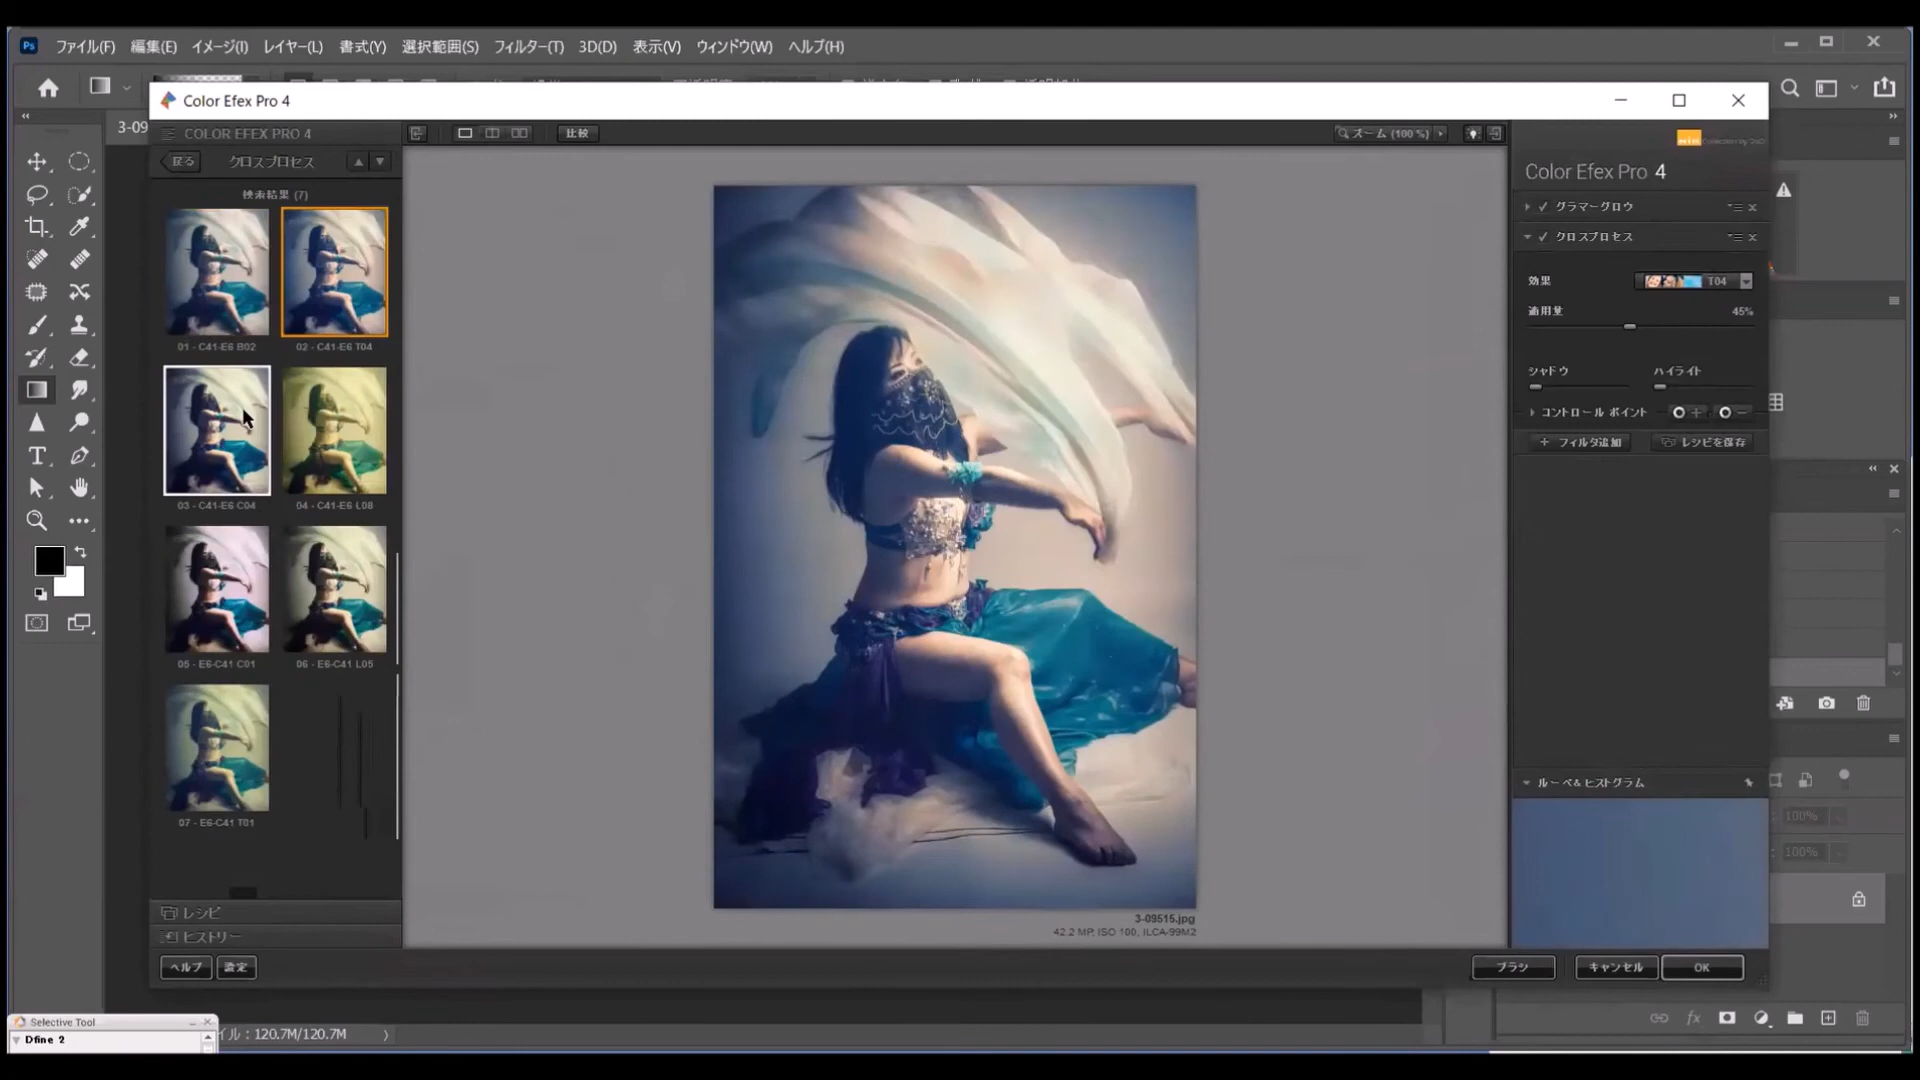 Ps ファイル(F) 編集(E) イメージ(I) レイヤー(L) 書式(Y) 選択範囲(S) フィルター(T) 3D(D) 表示(V) ウィンドウ(W) ヘルプ(H)
Color Efex Pro 4
3-09
COLOR EFEX PRO 4
比較
ズーム (100 %)
戻る クロスプロセス
検索結果 (7)
01 - C41-E6 B02
02 - C41-E6 T04
03 - C41-E6 C04
04 - C41-E6 L08
05 - E6-C41 C01
06 - E6-C41 L05
07 - E6-C41 T01
レシピ
ヒストリー
ヘルプ 設定
3-09515.jpg
42.2 MP, ISO 100, ILCA-99M2
Collection by DxO
Color Efex Pro 4
グラマーグロウ
クロスプロセス
効果 T04
適用量 45%
シャドウ ハイライト
コントロール ポイント
フィルタ追加 レシピを保存
ルーペ&ヒストグラム
ブラシ キャンセル OK
100%
100%
Selective Tool
Dfine 2
イル : 120.7M/120.7M
fx